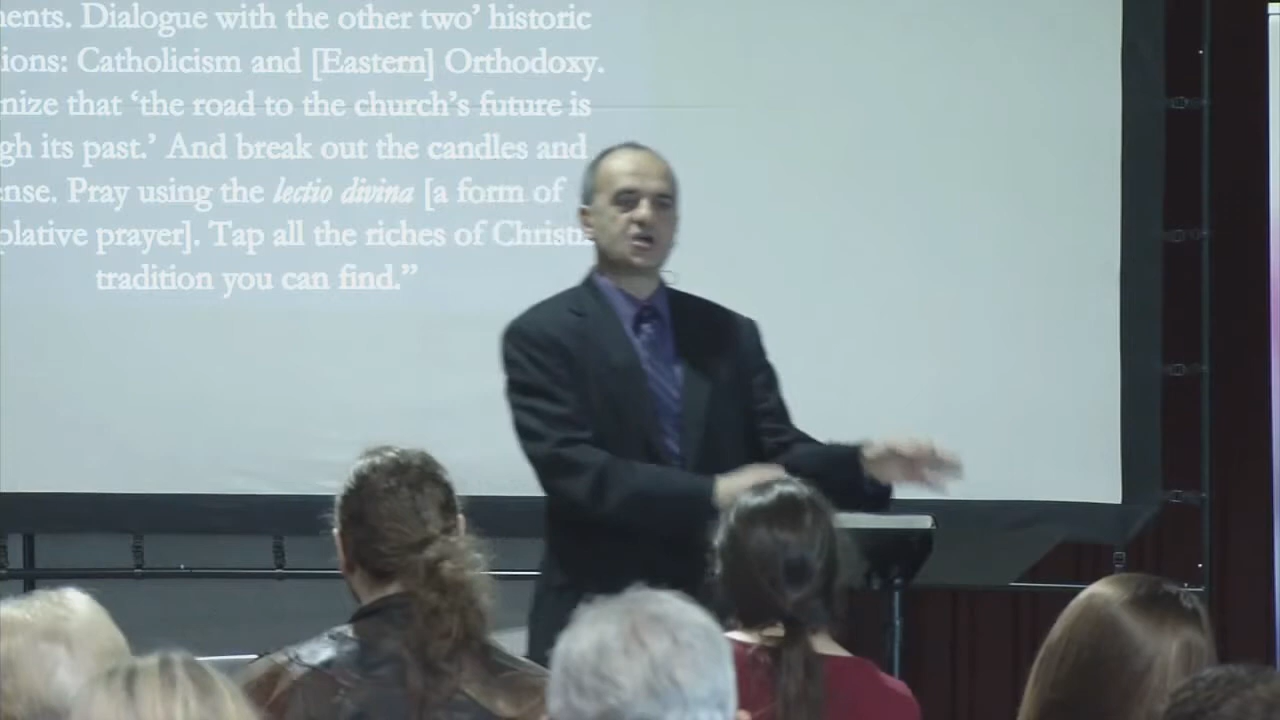 ents. Dialogue with the other two’ historic
ions: Catholicism and [Eastern] Orthodoxy.
nize that ‘the road to the church’s future is
gh its past.’ And break out the candles and
ense. Pray using the lectio divina [a form of
plative prayer]. Tap all the riches of Christi
tradition you can find.”